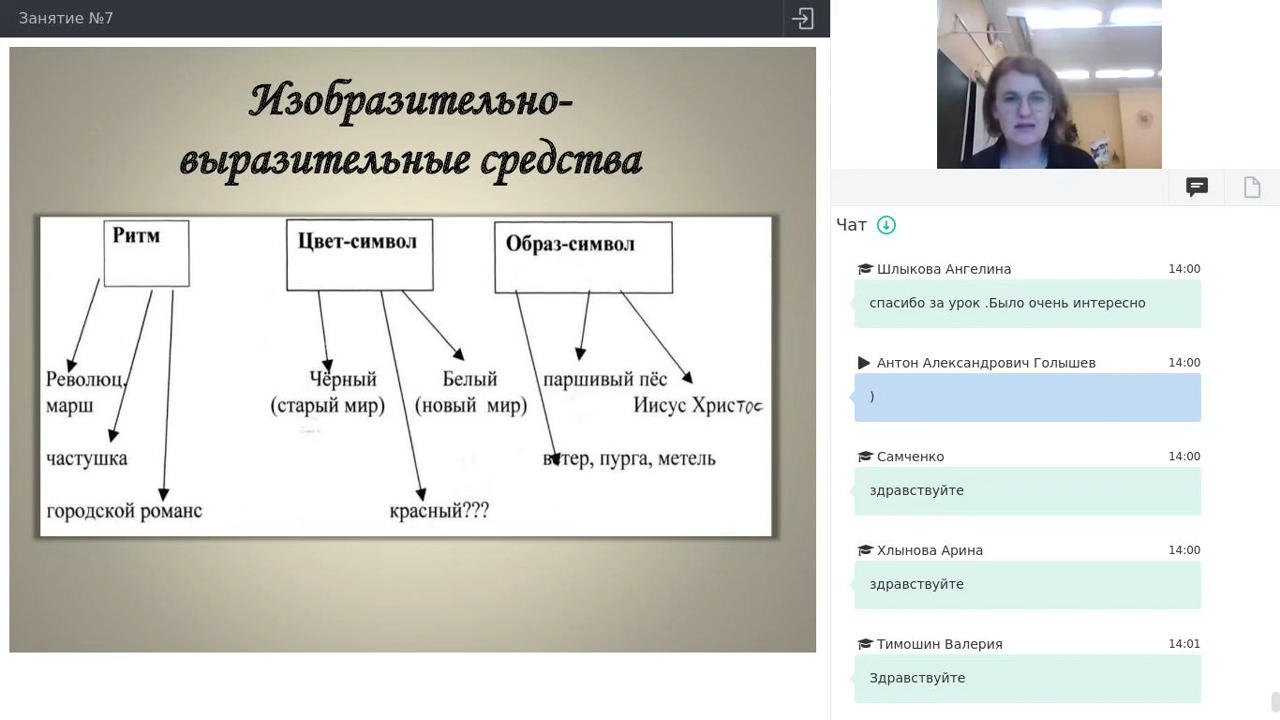 Занятие №7
Изобразительно-
выразительные средства
Ритм
Цвет-символ
Образ-символ
Революц.
марш
частушка
городской романс
Чёрный
(старый мир)
Белый
(новый мир)
красный???
паршивый пёс
Иисус Христос
ветер, пурга, метель
Чат
Шлыкова Ангелина 14:00
спасибо за урок .Было очень интересно
Антон Александрович Голышев 14:00
)
Самченко 14:00
здравствуйте
Хлынова Арина 14:00
здравствуйте
Тимошин Валерия 14:01
Здравствуйте